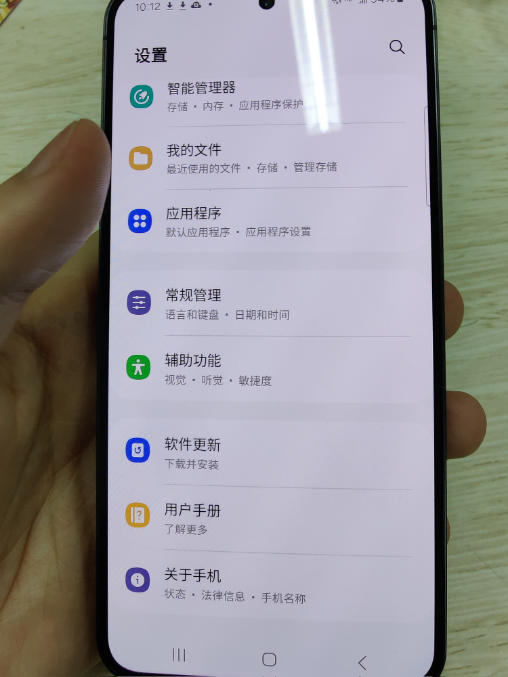 10:12
设置
智能管理器
存储 • 内存 • 应用程序保护
我的文件
最近使用的文件 • 存储 • 管理存储
应用程序
默认应用程序 • 应用程序设置
常规管理
语言和键盘 • 日期和时间
辅助功能
视觉 • 听觉 • 敏捷度
软件更新
下载并安装
用户手册
了解更多
关于手机
状态 • 法律信息 • 手机名称